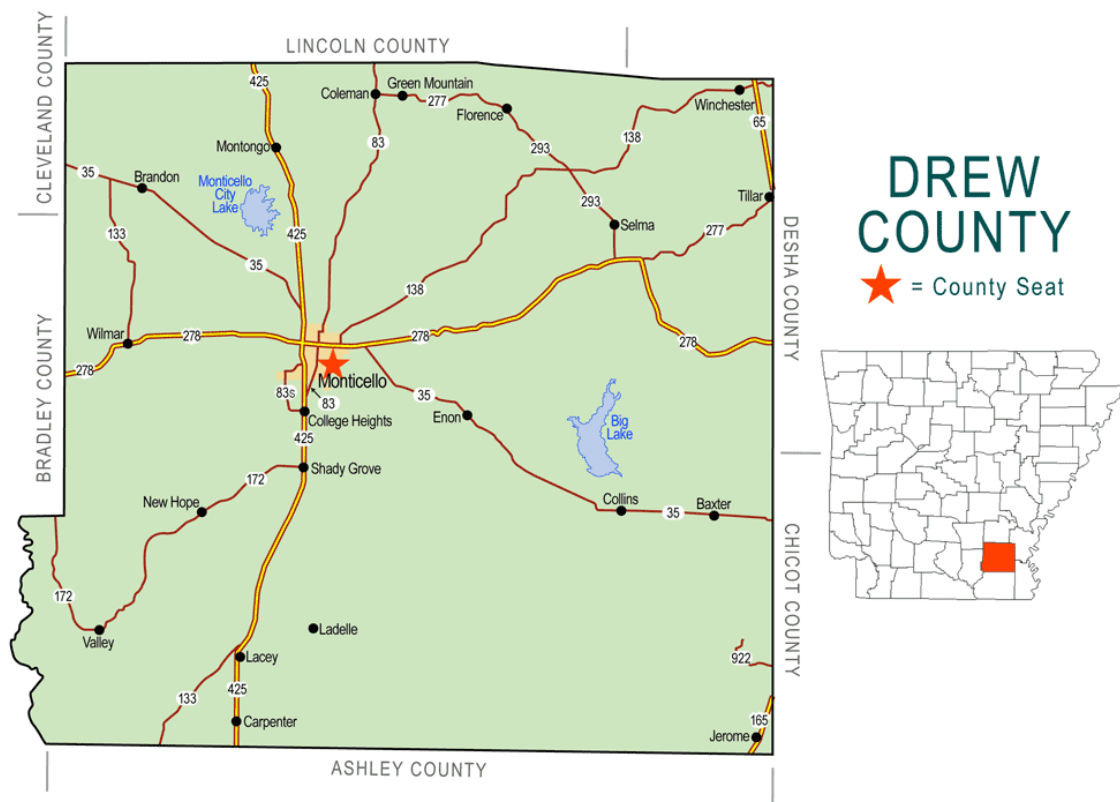 LINCOLN COUNTY
CLEVELAND COUNTY
BRADLEY COUNTY
DESHA COUNTY
CHICOT COUNTY
ASHLEY COUNTY
DREW
COUNTY
= County Seat
425
Coleman
Green Mountain
277
Florence
Winchester
65
83
138
Montongo
293
35
Brandon
Monticello
City
Lake
293
Tillar
133
425
Selma
277
35
138
Wilmar
278
278
278
278
Monticello
83s
83
35
College Heights
Enon
Big
Lake
425
172
Shady Grove
New Hope
Collins
35
Baxter
172
Valley
Ladelle
Lacey
922
133
425
Carpenter
165
Jerome